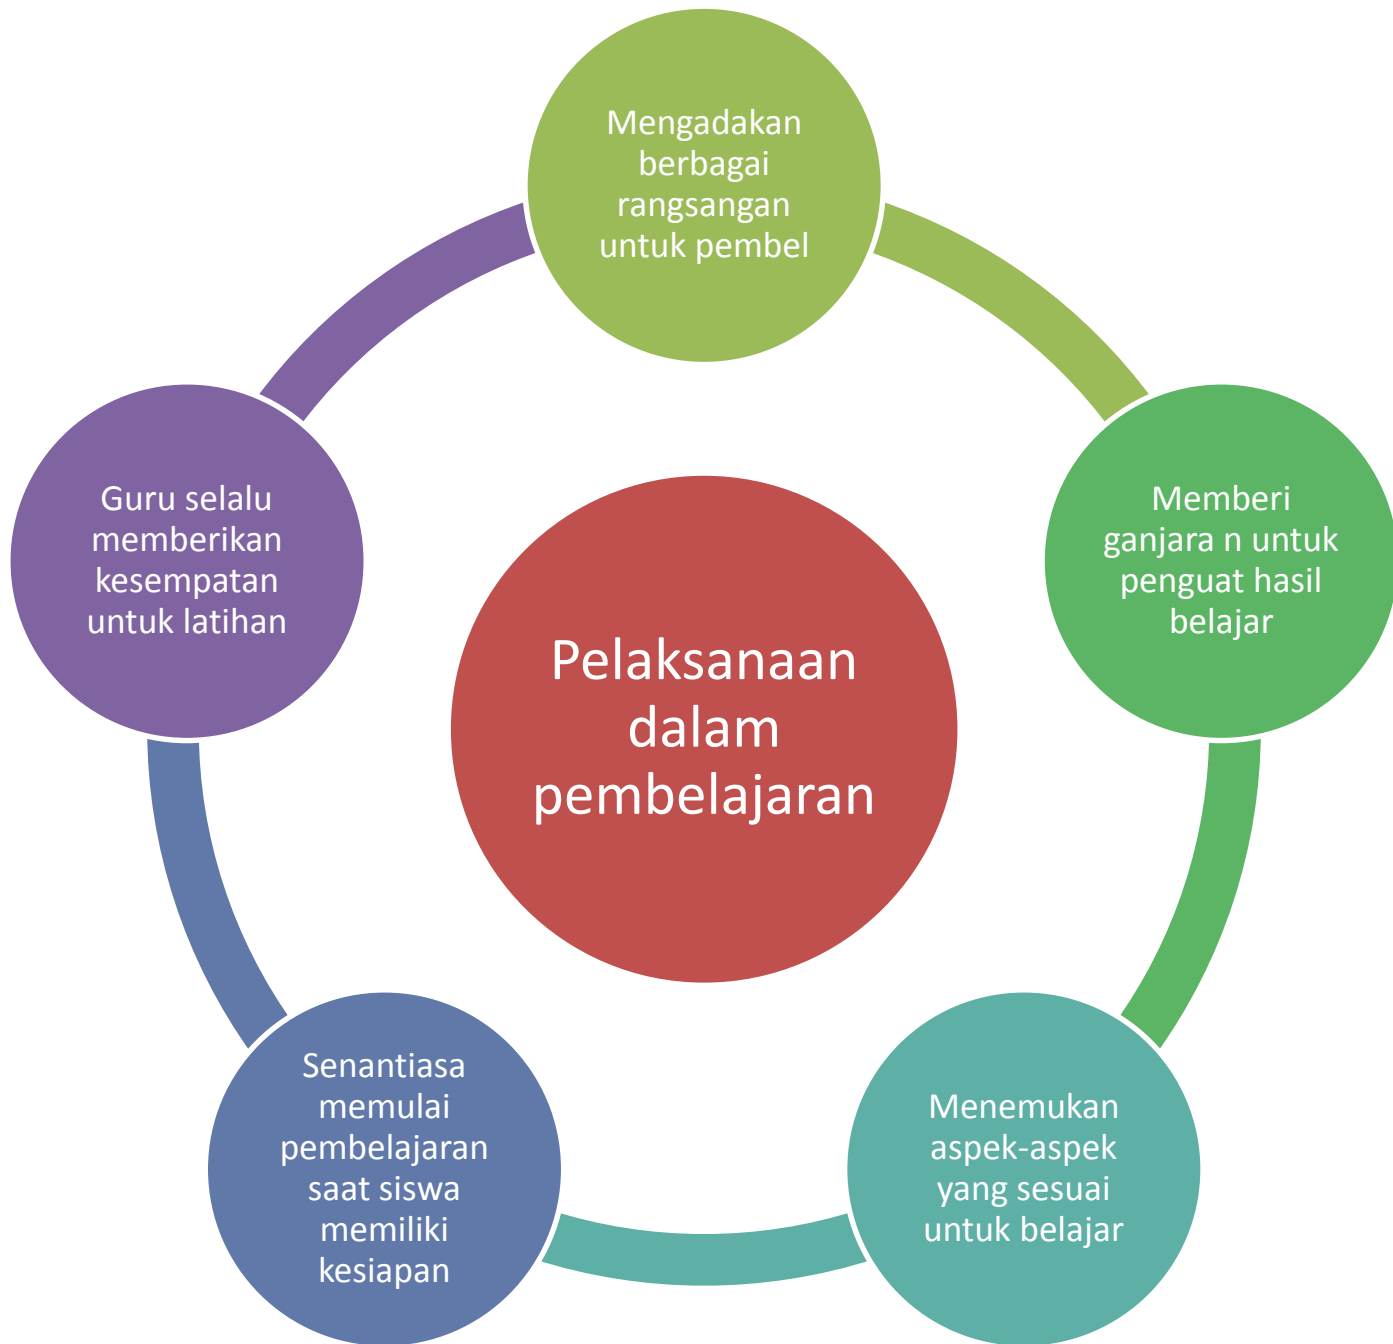 Mengadakan
berbagai
rangsangan
untuk pembel
Memberi
ganjara n untuk
penguat hasil
belajar
Menemukan
aspek-aspek
yang sesuai
untuk belajar
Senantiasa
memulai
pembelajaran
saat siswa
memiliki
kesiapan
Guru selalu
memberikan
kesempatan
untuk latihan
Pelaksanaan
dalam
pembelajaran